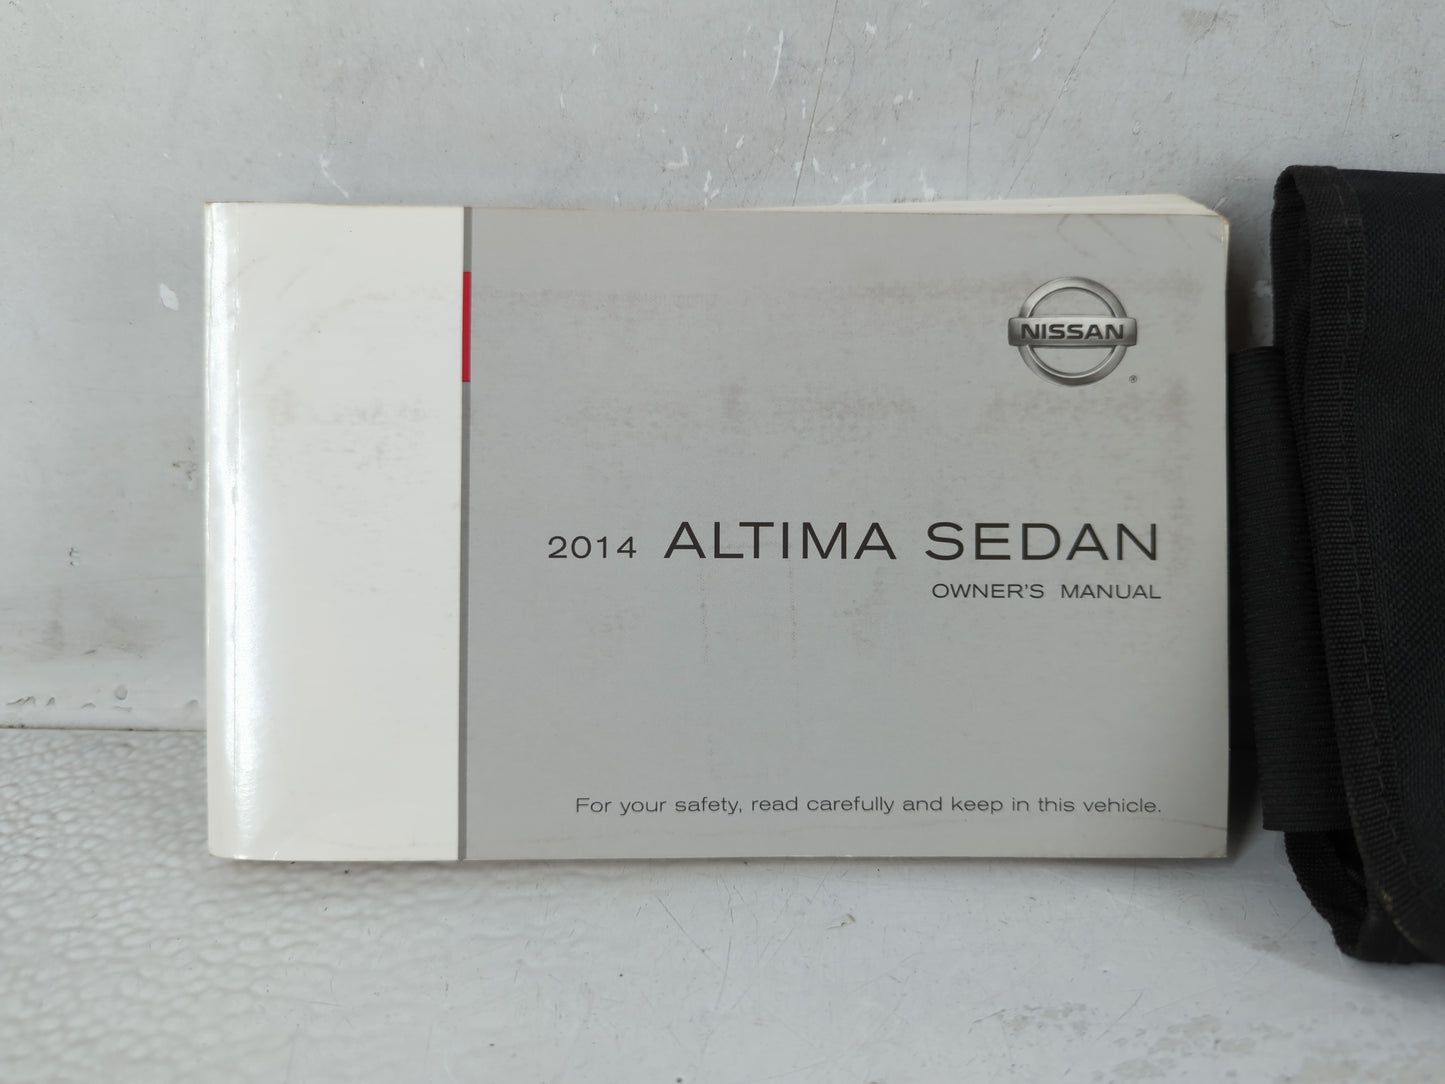 NISSAN
®
2014 ALTIMA SEDAN
OWNER'S MANUAL
For your safety, read carefully and keep in this vehicle.